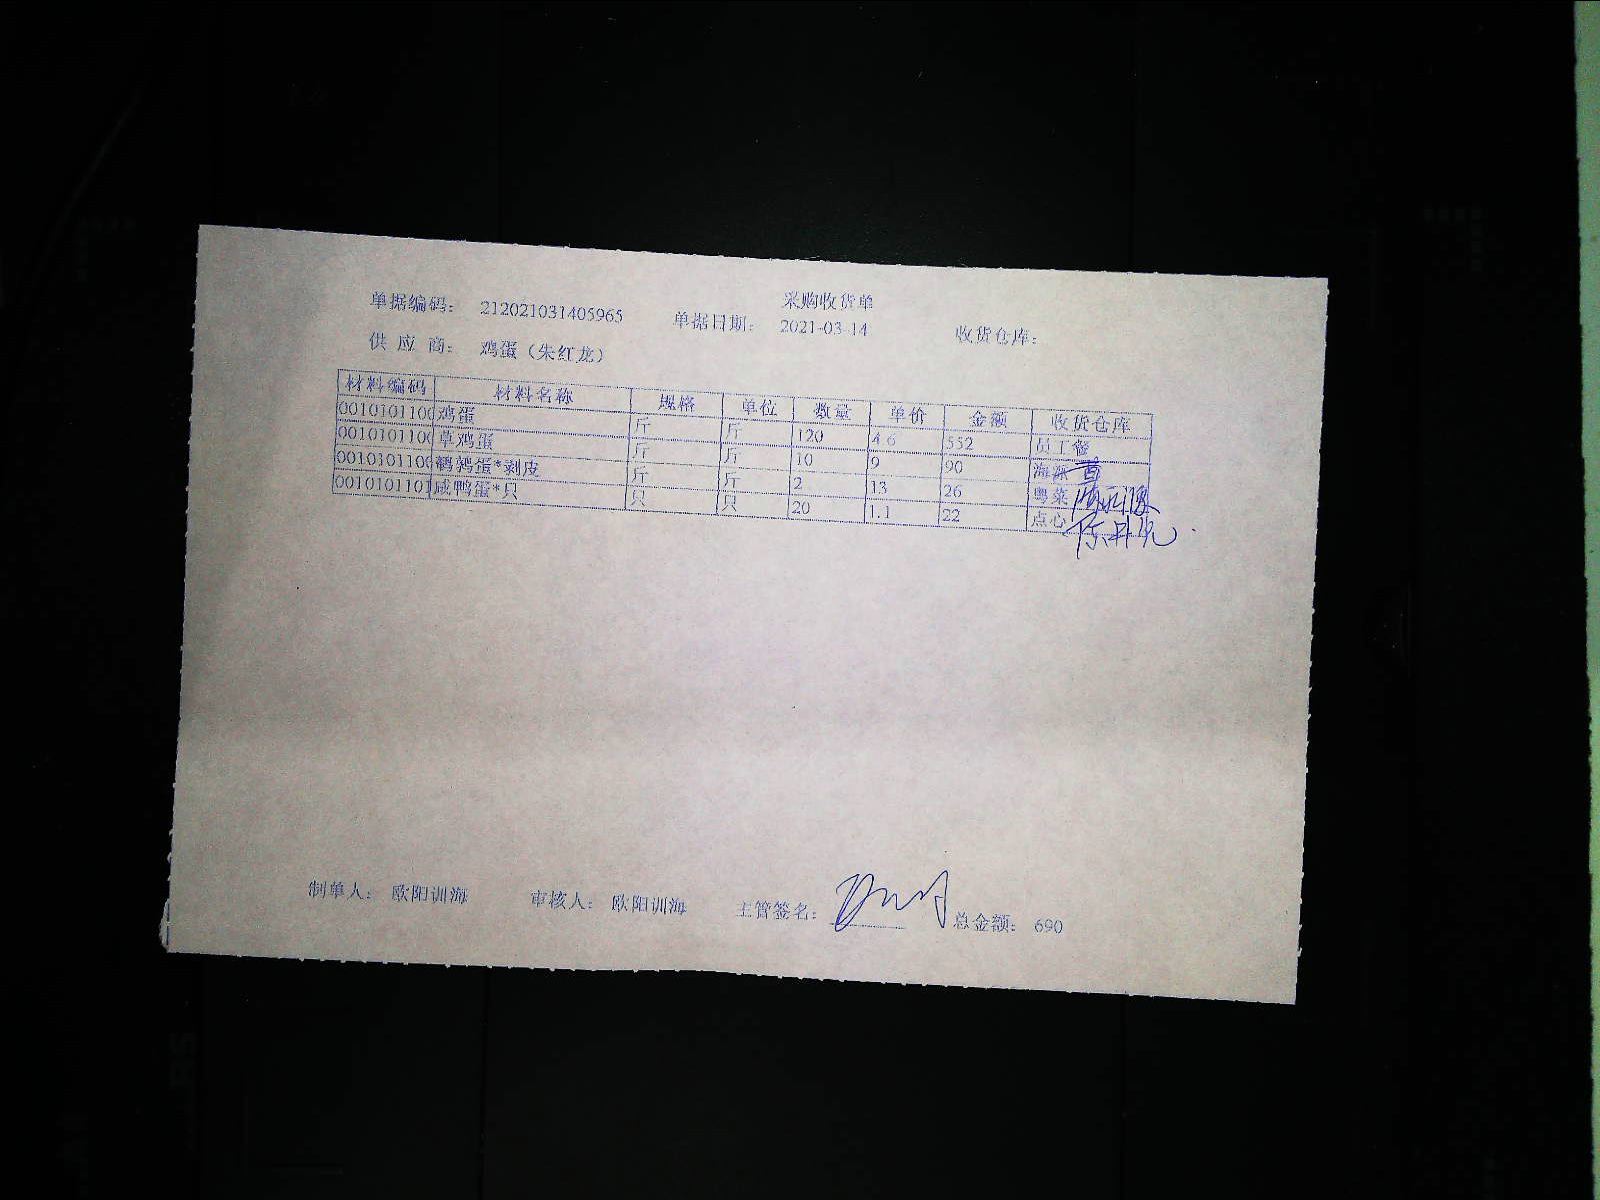 采购收货单
单据编码: 212021031405965 单据日期: 2021-03-14 收货仓库:
供 应 商: 鸡蛋(朱红龙)
材料编码 材料名称 规格 单位 数量 单价 金额 收货仓库
0010101100 鸡蛋 斤 斤 120 4.6 552 员工餐
0010101100 草鸡蛋 斤 斤 10 9 90 海派
0010101100 鹌鹑蛋*剥皮 斤 斤 2 13 26 粤菜
0010101101 咸鸭蛋*只 只 只 20 1.1 22 点心
制单人: 欧阳训海 审核人: 欧阳训海 主管签名: 总金额: 690